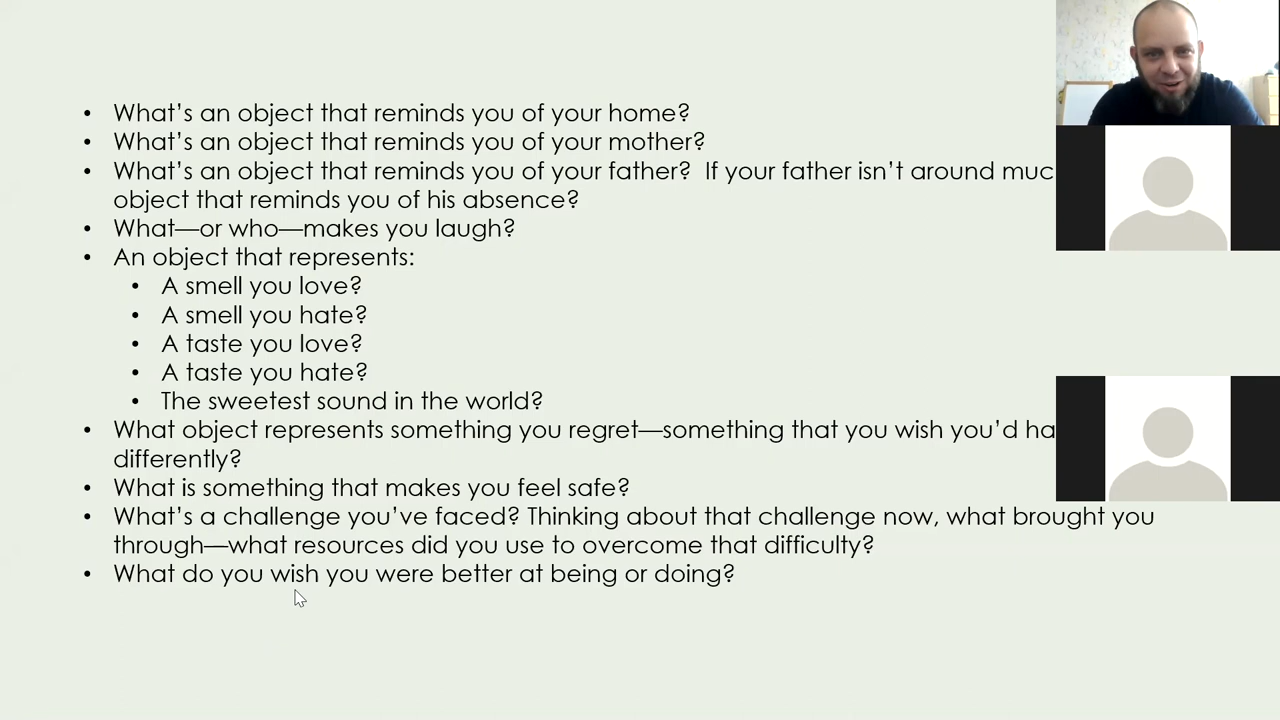 • What’s an object that reminds you of your home?
• What’s an object that reminds you of your mother?
• What’s an object that reminds you of your father?  If your father isn’t around
object that reminds you of his absence?
• What—or who—makes you laugh?
• An object that represents:
• A smell you love?
• A smell you hate?
• A taste you love?
• A taste you hate?
• The sweetest sound in the world?
• What object represents something you regret—something that you wish you’d
differently?
• What is something that makes you feel safe?
• What’s a challenge you’ve faced? Thinking about that challenge now, what brought you
through—what resources did you use to overcome that difficulty?
• What do you wish you were better at being or doing?